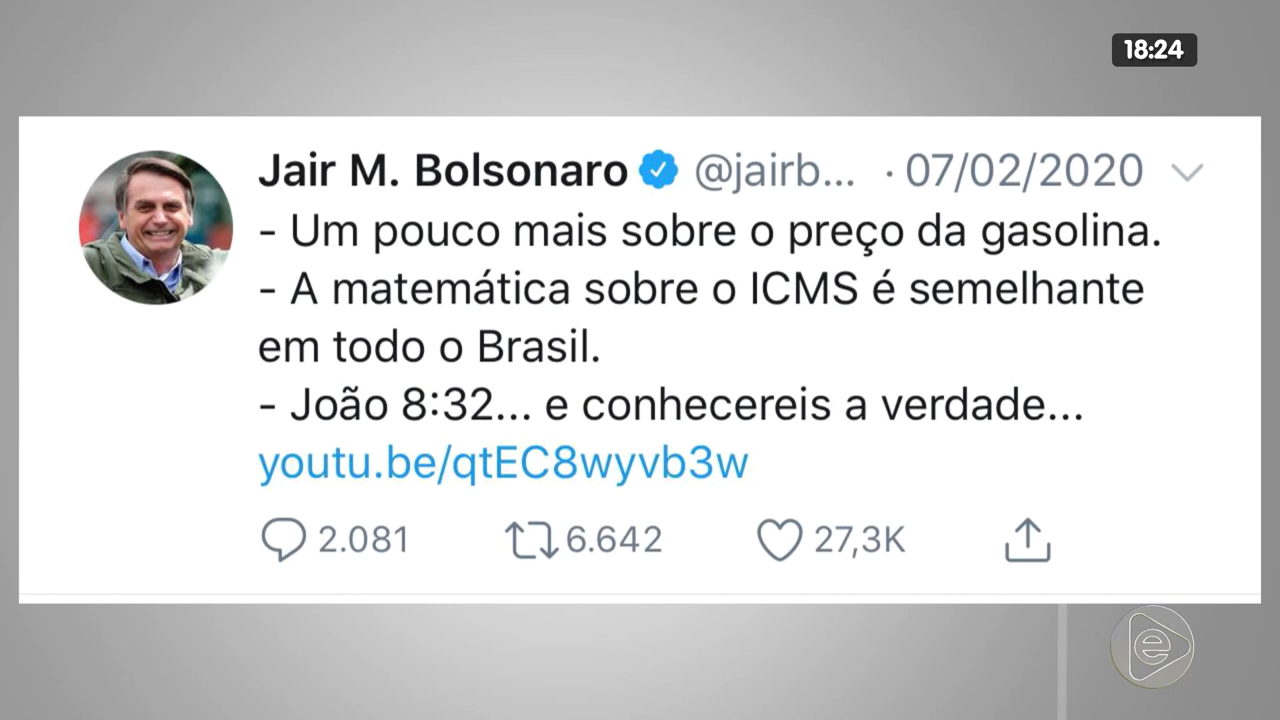 18:24
Jair M. Bolsonaro @jairb... · 07/02/2020
- Um pouco mais sobre o preço da gasolina.
- A matemática sobre o ICMS é semelhante
em todo o Brasil.
- João 8:32... e conhecereis a verdade...
youtu.be/qtEC8wyvb3w
2.081 6.642 27,3K
e